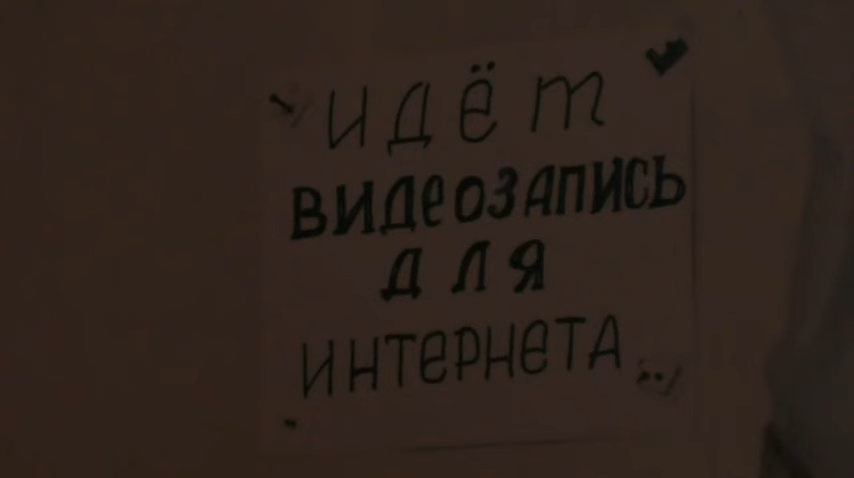 идёт
видеозапись
для
интернета